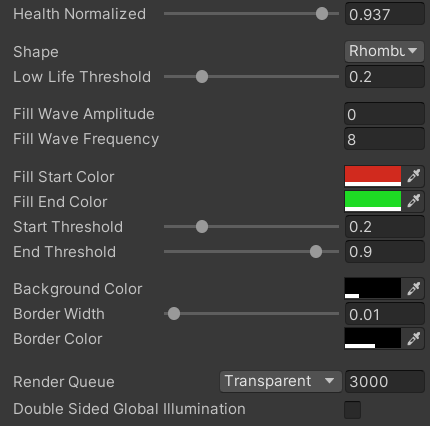 Health Normalized 0.937
Shape Rhombu
Low Life Threshold 0.2
Fill Wave Amplitude 0
Fill Wave Frequency 8
Fill Start Color
Fill End Color
Start Threshold 0.2
End Threshold 0.9
Background Color
Border Width 0.01
Border Color
Render Queue Transparent 3000
Double Sided Global Illumination